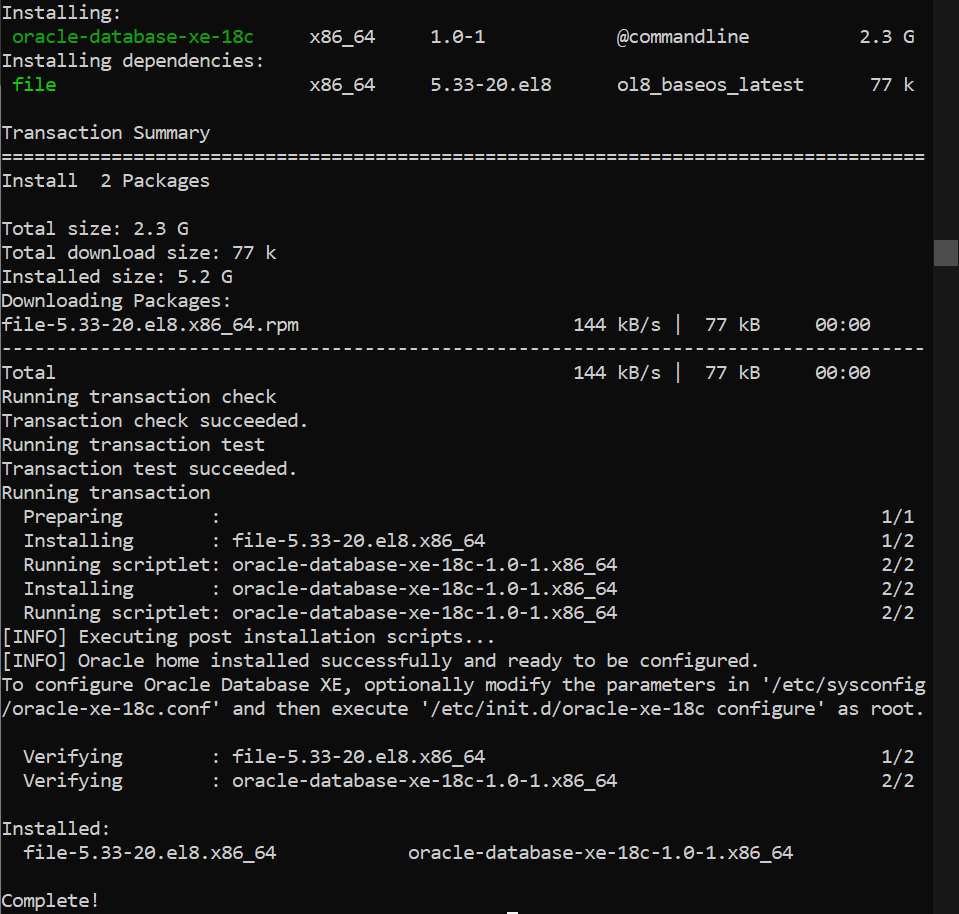 Installing:
oracle-database-xe-18c x86_64 1.0-1 @commandline 2.3 G
Installing dependencies:
file x86_64 5.33-20.el8 ol8_baseos_latest 77 k
Transaction Summary
================================================================================
Install 2 Packages
Total size: 2.3 G
Total download size: 77 k
Installed size: 5.2 G
Downloading Packages:
file-5.33-20.el8.x86_64.rpm 144 kB/s | 77 kB 00:00
--------------------------------------------------------------------------------
Total 144 kB/s | 77 kB 00:00
Running transaction check
Transaction check succeeded.
Running transaction test
Transaction test succeeded.
Running transaction
Preparing : 1/1
Installing : file-5.33-20.el8.x86_64 1/2
Running scriptlet: oracle-database-xe-18c-1.0-1.x86_64 2/2
Installing : oracle-database-xe-18c-1.0-1.x86_64 2/2
Running scriptlet: oracle-database-xe-18c-1.0-1.x86_64 2/2
[INFO] Executing post installation scripts...
[INFO] Oracle home installed successfully and ready to be configured.
To configure Oracle Database XE, optionally modify the parameters in '/etc/sysconfig
/oracle-xe-18c.conf' and then execute '/etc/init.d/oracle-xe-18c configure' as root.
Verifying : file-5.33-20.el8.x86_64 1/2
Verifying : oracle-database-xe-18c-1.0-1.x86_64 2/2
Installed:
file-5.33-20.el8.x86_64 oracle-database-xe-18c-1.0-1.x86_64
Complete!